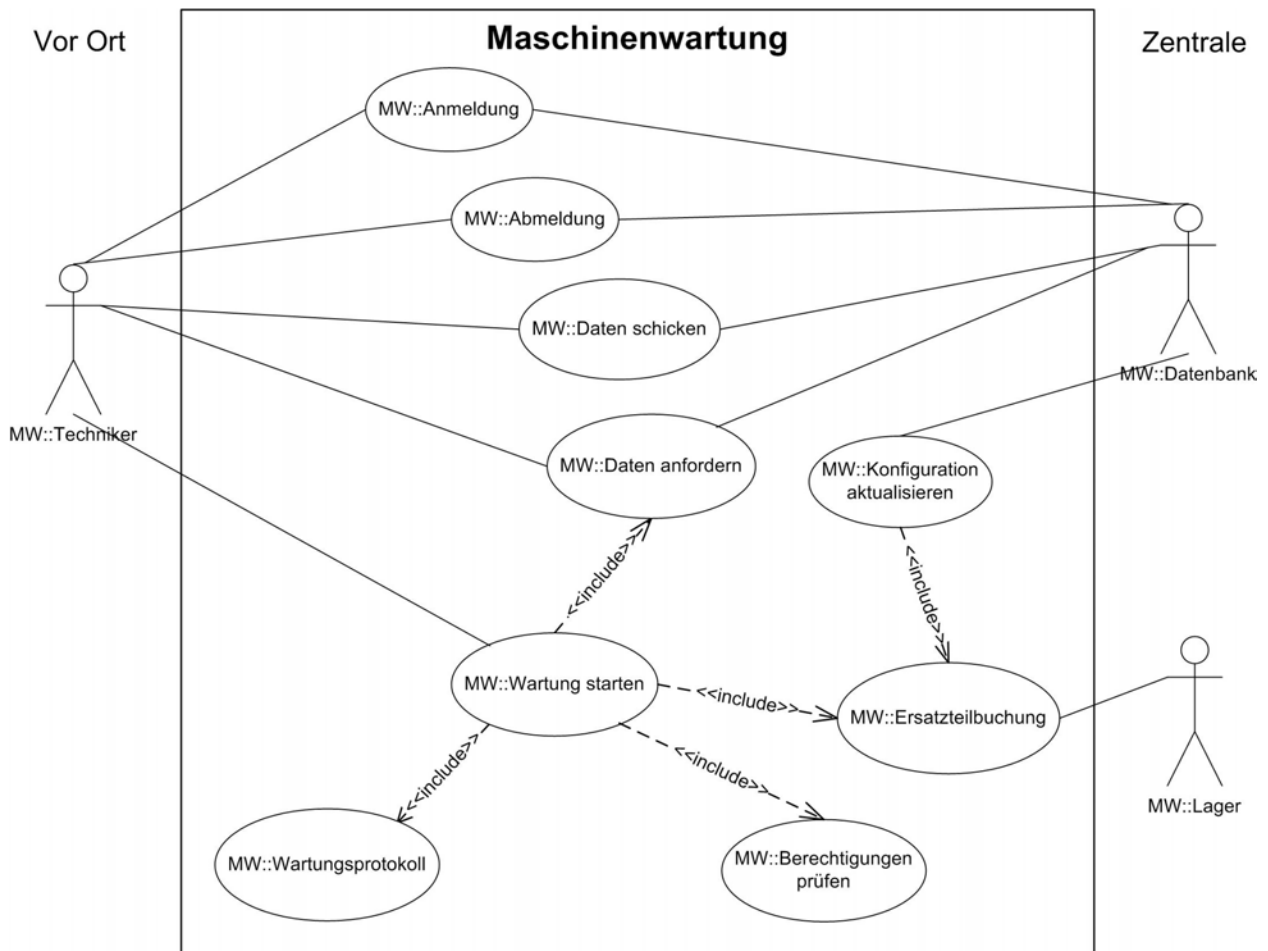 Vor Ort
Maschinenwartung
Zentrale
MW::Anmeldung
MW::Abmeldung
MW::Daten schicken
MW::Datenbank
MW::Techniker
MW::Daten anfordern
MW::Konfiguration
aktualisieren
<<include>>
<<include>>
MW::Wartung starten
<<include>>
MW::Ersatzteilbuchung
<<include>>
<<include>>
MW::Lager
MW::Wartungsprotokoll
MW::Berechtigungen
prüfen